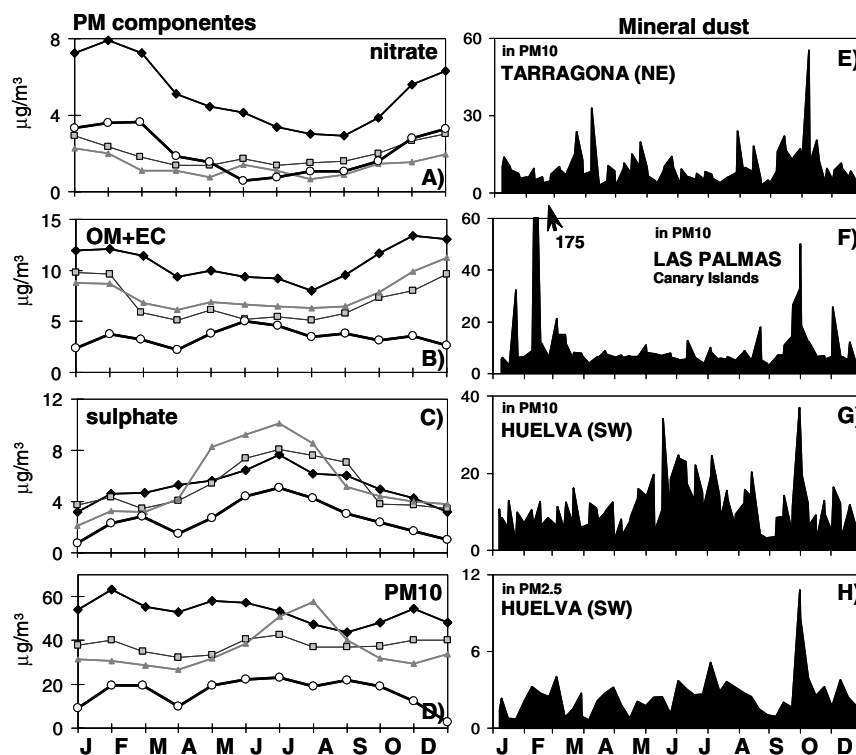 PM componentes
8
nitrate
4
0
A)
µg/m³
15
OM+EC
10
5
0
B)
µg/m³
12
sulphate
C)
8
4
0
µg/m³
PM10
60
40
20
0
D)
µg/m³
J F M A M J J A S O N D
Mineral dust
60
in PM10
E)
TARRAGONA (NE)
30
0
60
175
in PM10
F)
LAS PALMAS
Canary Islands
40
20
0
40
in PM10
G)
HUELVA (SW)
20
0
12
in PM2.5
H)
HUELVA (SW)
6
0
J F M A M J J A S O N D